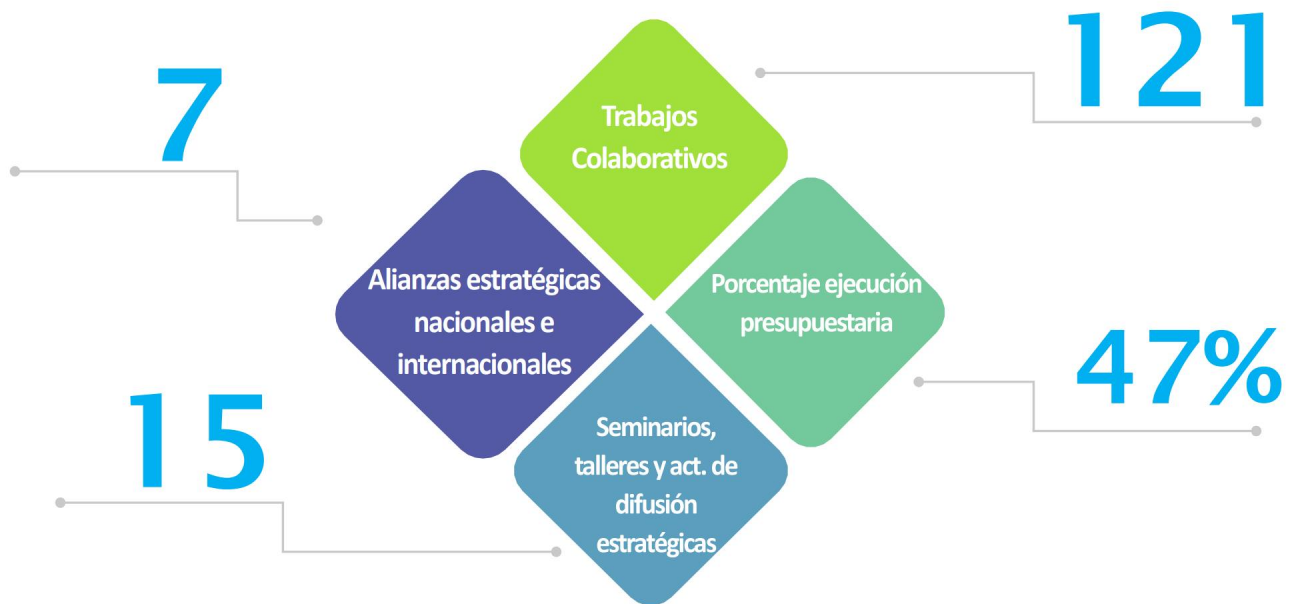 121
7
Trabajos
Colaborativos
Alianzas estratégicas
nacionales e
internacionales
Porcentaje ejecución
presupuestaria
47%
15
Seminarios,
talleres y act. de
difusión
estratégicas